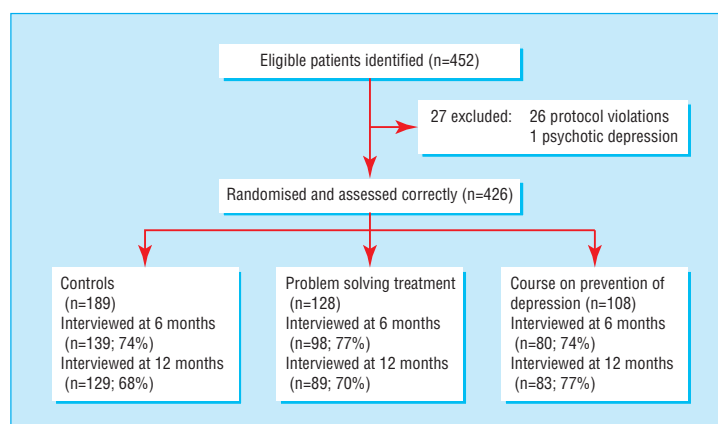 Eligible patients identified (n=452)
27 excluded: 26 protocol violations
1 psychotic depression
Randomised and assessed correctly (n=426)
Controls
(n=189)
Interviewed at 6 months
(n=139; 74%)
Interviewed at 12 months
(n=129; 68%)
Problem solving treatment
(n=128)
Interviewed at 6 months
(n=98; 77%)
Interviewed at 12 months
(n=89; 70%)
Course on prevention of
depression (n=108)
Interviewed at 6 months
(n=80; 74%)
Interviewed at 12 months
(n=83; 77%)